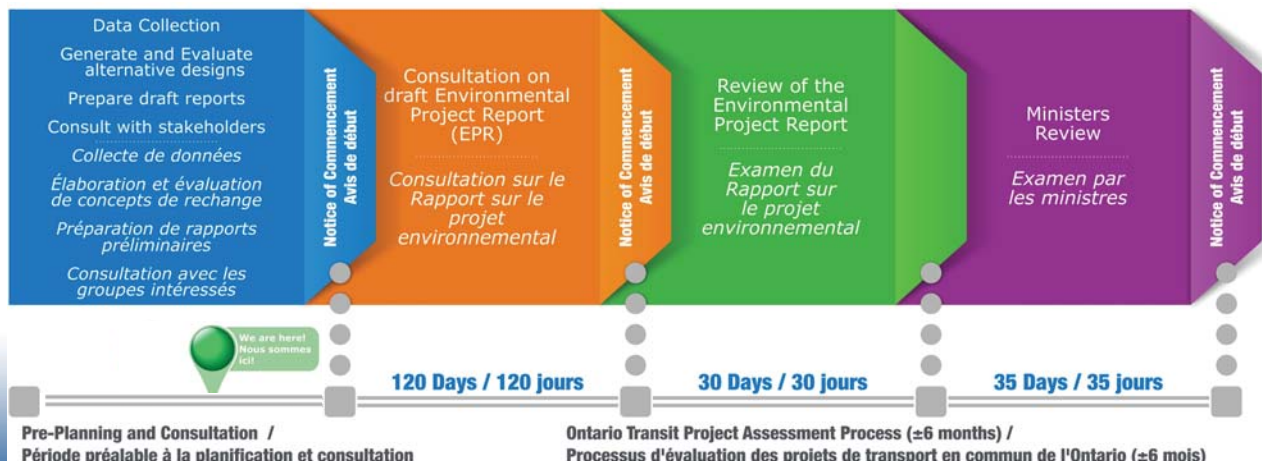 Data Collection
Generate and Evaluate
alternative designs
Prepare draft reports
Consult with stakeholders
Collecte de données
Élaboration et évaluation
de concepts de rechange
Préparation de rapports
préliminaires
Consultation avec les
groupes intéressés
Notice of Commencement
Avis de début
Consultation on
draft Environmental
Project Report
(EPR)
Consultation sur le
Rapport sur le
projet
environnemental
Notice of Commencement
Avis de début
Review of the
Environmental
Project Report
Examen du
Rapport sur
le projet
environnemental
Ministers
Review
Examen par
les ministres
Notice of Commencement
Avis de début
We are here!
Nous sommes
ici!
120 Days / 120 jours
30 Days / 30 jours
35 Days / 35 jours
Pre-Planning and Consultation /
Période préalable à la planification et consultation
Ontario Transit Project Assessment Process (±6 months) /
Processus d'évaluation des projets de transport en commun de l'Ontario (±6 mois)